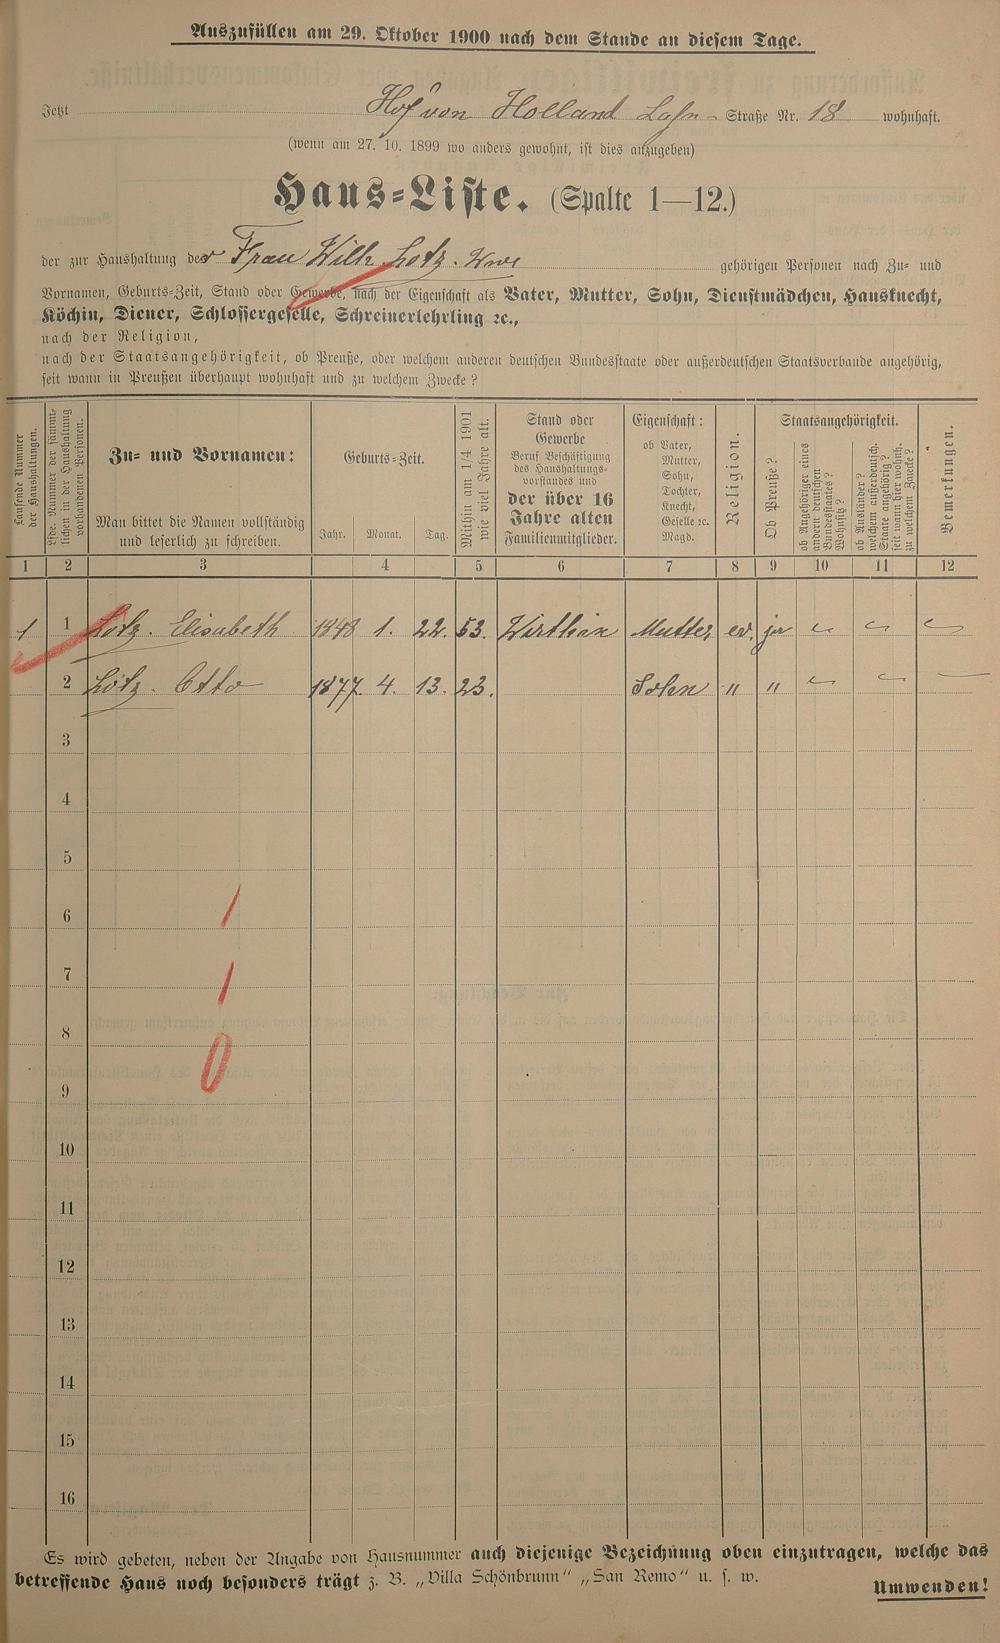 Auszufüllen am 29. Oktober 1900 nach dem Stande an diesem Tage.
Jetzt Hof von Holland Lahn- Straße Nr. 18 wohnhaft.
(wenn am 27. 10. 1899 wo anders gewohnt, ist dies anzugeben)
Haus-Liste. (Spalte 1—12.)
der zur Haushaltung der Frau Wilh. Lotz. Wwe gehörigen Personen nach Zu- und
Vornamen, Geburts-Zeit, Stand oder Gewerbe, nach der Eigenschaft als Vater, Mutter, Sohn, Dienstmädchen, Hausknecht,
Köchin, Diener, Schlossergeselle, Schreinerlehrling ꝛc.,
nach der Religion,
nach der Staatsangehörigkeit, ob Preuße, oder welchem anderen deutschen Bundesstaate oder außerdeutschen Staatsverbande angehörig,
seit wann in Preußen überhaupt wohnhaft und zu welchem Zwecke?
Laufende Nummer
der Haushaltungen.
Lfde. Nummer der sämmt-
lichen in der Haushaltung
vorhandenen Personen.
Zu- und Vornamen:
Man bittet die Namen vollständig
und leserlich zu schreiben.
Geburts-Zeit.
Jahr. Monat. Tag.
Mithin am 1/4 1901
wie viel Jahre alt.
Stand oder
Gewerbe
Beruf Beschäftigung
des Haushaltungs-
vorstandes und
der über 16
Jahre alten
Familienmitglieder.
Eigenschaft:
ob Vater,
Mutter,
Sohn,
Tochter,
Knecht,
Geselle ꝛc.
Magd.
Religion.
Staatsangehörigkeit.
Ob Preuße?
ob Angehöriger eines
andern deutschen
Bundesstaates?
Wohnsitz?
ob Ausländer?
welchem außerdeutsch.
Staate angehörig?
seit wann hier wohnh.
zu welchem Zwecke?
Bemerkungen.
1 2 3 4 5 6 7 8 9 10 11 12
1 1 Lotz. Elisabeth 1848 1. 22. 53. Wirthin Mutter ev. ja
2 Lotz. Otto 1877. 4. 13. 23. Sohn " "
3
4
5
6
1
7
1
8
0
9
10
11
12
13
14
15
16
Es wird gebeten, neben der Angabe von Hausnummer auch diejenige Bezeichnung oben einzutragen, welche das
betreffende Haus noch besonders trägt z. B. „Villa Schönbrunn" „San Remo" u. s. w.
Umwenden!